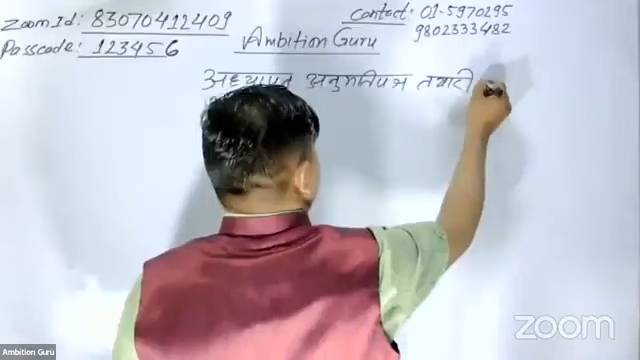 Zoom Id: 83070412409
Passcode: 123456
Contact: 01-5970295
9802333482
Ambition Guru
अध्यापन अनुमतिपत्र तयारी
Ambition Guru
zoom